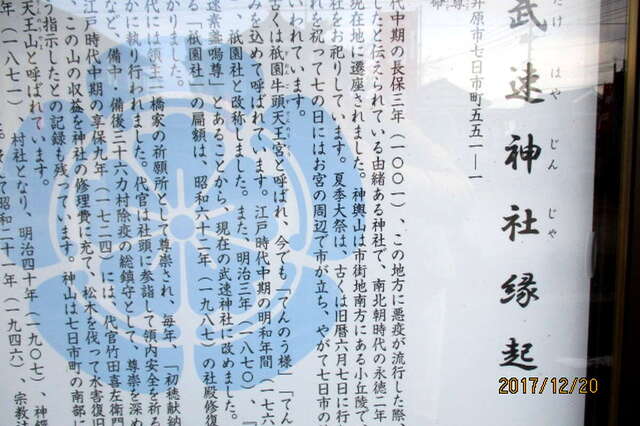 武速神社縁起
たけ はや じん じゃ
井原市七日市町五五一―一
代中期の長保三年（一〇〇一）、この地方に悪疫が流行した際、
したと伝えられている由緒ある神社で、南北朝時代の永徳二年
現在地に遷座されました。神輿山は市街地南方にある小丘陵で、
社をお祀りしています。夏季大祭は、古くは旧暦六月七日に行
れを祝って七の日にはお宮の周辺で市が立ち、やがて七日市の
いわれています。
古くは祇園牛頭天王宮と呼ばれ、今でも「てんのう様」「てん
みを込めて呼ばれています。江戸時代中期の明和年間（一七六
、祇園社」と改称しました。また、明治三年（一八七〇）、『
速素盞嗚尊』とあることから、現在の武速神社に改めました。
る「祇園社」の扁額は、昭和六十二年（一九八七）の社殿修復
かりました。
代には領主一橋家の祈願所として尊崇され、毎年、「初穂献納
かに執り行われました。代官は社頭に参詣して領内安全を祈る
など、備中・備後三十六カ村除疫の総鎮守として、尊崇を深め
江戸時代中期の享保九年（一七二四）には、代官竹田喜左衛門
、この山の収益を神社の修理費に充て、松木を伐って水害復旧
う指示したとの記録も残っています。神山は七日市町の南部に
天王山と呼ばれています。
年（一八七一）、村社となり、明治四十年（一九〇七）、神饌
昭和二十一年（一九四六）、宗教法
2017/12/20